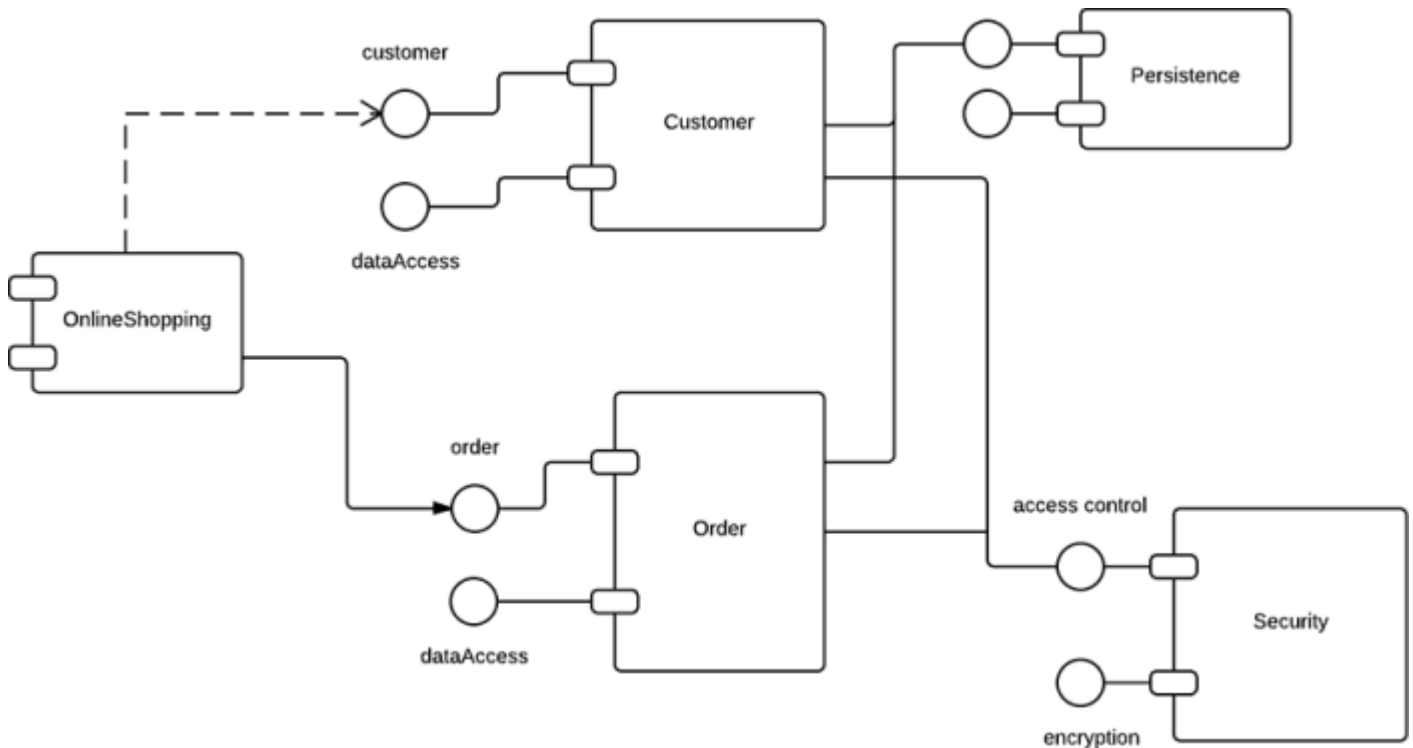 customer
Persistence
Customer
dataAccess
OnlineShopping
order
access control
Order
Security
dataAccess
encryption